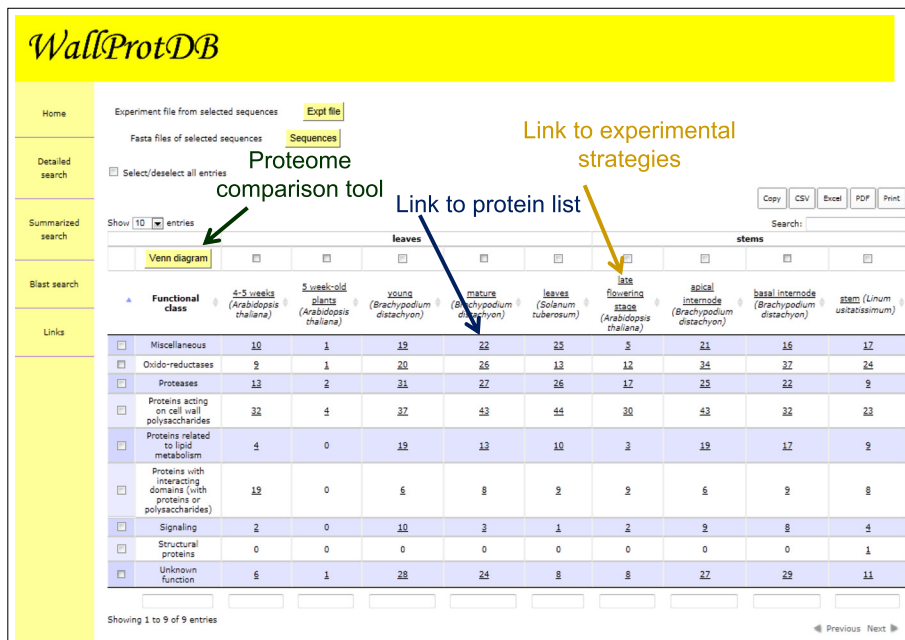 WallProtDB
Home
Detailed
search
Summarized
search
Blast search
Links
Experiment file from selected sequences Expt file
Fasta files of selected sequences Sequences
Select/deselect all entries
Proteome
comparison tool
Link to protein list
Link to experimental
strategies
Copy CSV Excel PDF Print
Show 10 entries
Search:
leaves stems
Venn diagram
Functional
class
4-5 weeks
(Arabidopsis
thaliana)
5 week-old
plants
(Arabidopsis
thaliana)
young
(Brachypodium
distachyon)
mature
(Brachypodium
distachyon)
leaves
(Solanum
tuberosum)
late
flowering
stage
(Arabidopsis
thaliana)
apical
internode
(Brachypodium
distachyon)
basal internode
(Brachypodium
distachyon)
stem (Linum
usitatissimum)
Miscellaneous 10 1 19 22 25 5 21 16 17
Oxido-reductases 9 1 20 26 13 12 34 37 24
Proteases 13 2 31 27 26 17 25 22 9
Proteins acting
on cell wall
polysaccharides
32 4 37 43 44 30 43 32 23
Proteins related
to lipid
metabolism
4 0 19 13 10 3 19 17 9
Proteins with
interacting
domains (with
proteins or
polysaccharides)
19 0 6 8 9 9 6 9 8
Signaling 2 0 10 3 1 2 9 8 4
Structural
proteins
0 0 0 0 0 0 0 0 1
Unknown
function
6 1 28 24 8 8 27 29 11
Showing 1 to 9 of 9 entries
Previous Next